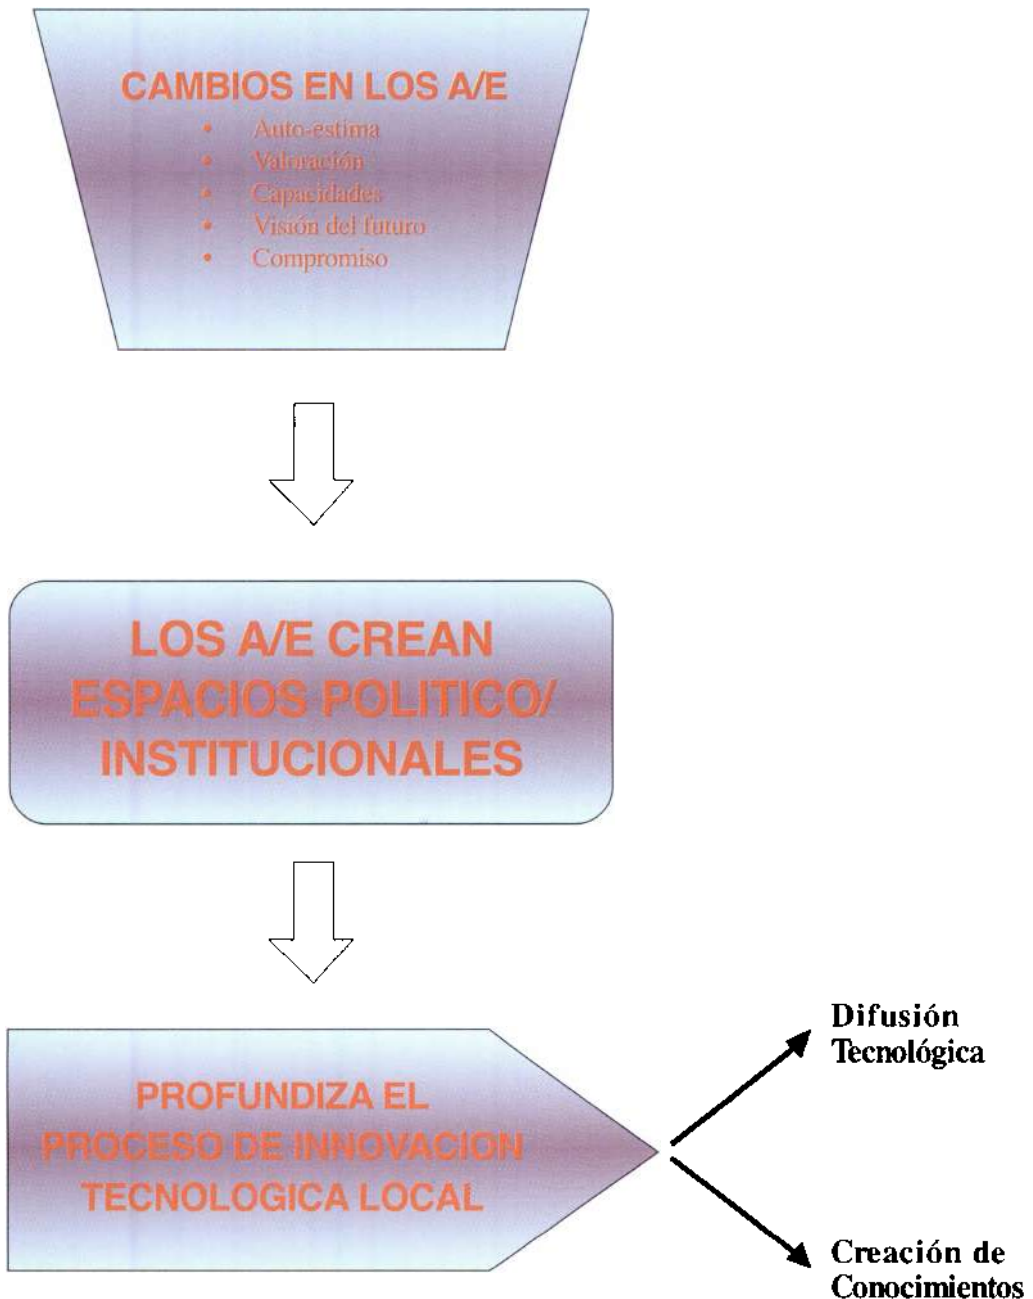 CAMBIOS EN LOS A/E
• Auto-estima
• Valoración
• Capacidades
• Visión del futuro
• Compromiso
LOS A/E CREAN
ESPACIOS POLITICO/
INSTITUCIONALES
PROFUNDIZA EL
PROCESO DE INNOVACION
TECNOLOGICA LOCAL
Difusión
Tecnológica
Creación de
Conocimientos